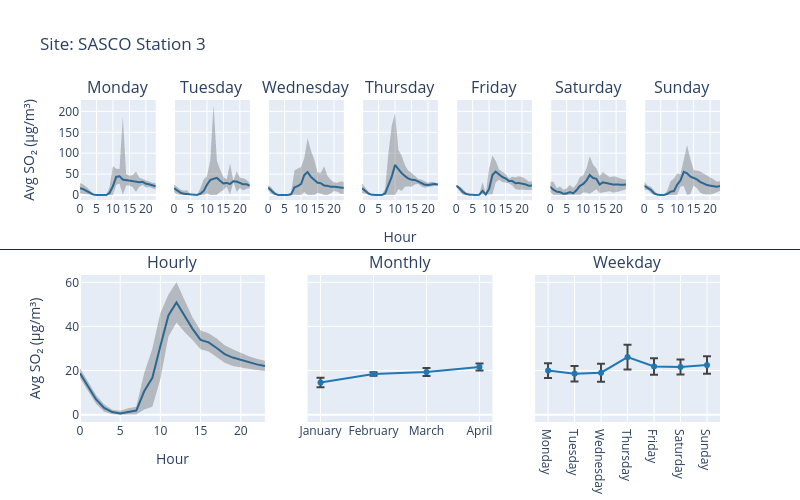 Site: SASCO Station 3
Monday Tuesday Wednesday Thursday Friday Saturday Sunday
Avg SO₂ (µg/m³)
200
150
100
50
0
0 5 10 15 20 0 5 10 15 20 0 5 10 15 20 0 5 10 15 20 0 5 10 15 20 0 5 10 15 20 0 5 10 15 20
Hour
Hourly Monthly Weekday
Avg SO₂ (µg/m³)
60
40
20
0
0 5 10 15 20
Hour
January February March April
Monday
Tuesday
Wednesday
Thursday
Friday
Saturday
Sunday